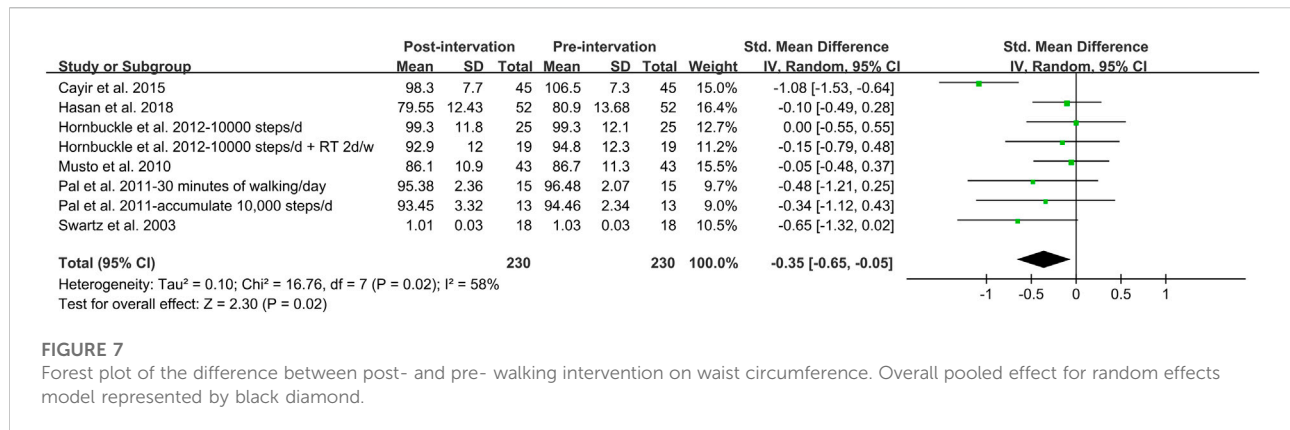 Post-intervention Pre-intervention Std. Mean Difference Std. Mean Difference
Study or Subgroup Mean SD Total Mean SD Total Weight IV, Random, 95% CI IV, Random, 95% CI
Cayir et al. 2015 98.3 7.7 45 106.5 7.3 45 15.0% -1.08 [-1.53, -0.64]
Hasan et al. 2018 79.55 12.43 52 80.9 13.68 52 16.4% -0.10 [-0.49, 0.28]
Hornbuckle et al. 2012-10000 steps/d 99.3 11.8 25 99.3 12.1 25 12.7% 0.00 [-0.55, 0.55]
Hornbuckle et al. 2012-10000 steps/d + RT 2d/w 92.9 12 19 94.8 12.3 19 11.2% -0.15 [-0.79, 0.48]
Musto et al. 2010 86.1 10.9 43 86.7 11.3 43 15.5% -0.05 [-0.48, 0.37]
Pal et al. 2011-30 minutes of walking/day 95.38 2.36 15 96.48 2.07 15 9.7% -0.48 [-1.21, 0.25]
Pal et al. 2011-accumulate 10,000 steps/d 93.45 3.32 13 94.46 2.34 13 9.0% -0.34 [-1.12, 0.43]
Swartz et al. 2003 1.01 0.03 18 1.03 0.03 18 10.5% -0.65 [-1.32, 0.02]
Total (95% CI) 230 230 100.0% -0.35 [-0.65, -0.05]
Heterogeneity: Tau² = 0.10; Chi² = 16.76, df = 7 (P = 0.02); I² = 58%
Test for overall effect: Z = 2.30 (P = 0.02)
-1 -0.5 0 0.5 1
FIGURE 7
Forest plot of the difference between post- and pre- walking intervention on waist circumference. Overall pooled effect for random effects
model represented by black diamond.